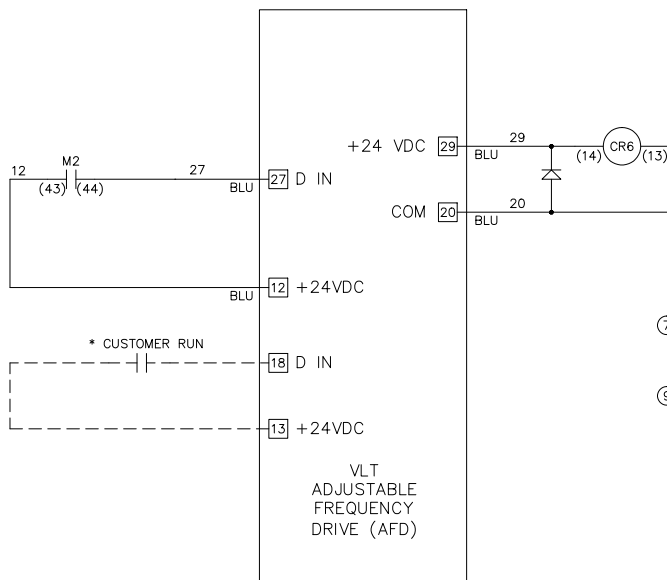 +24 VDC 29 29 BLU CR6 (14) (13)
12 M2 (43) (44) 27 BLU 27 D IN
COM 20 20 BLU
BLU 12 +24VDC
* CUSTOMER RUN
18 D IN
13 +24VDC
VLT
ADJUSTABLE
FREQUENCY
DRIVE (AFD)